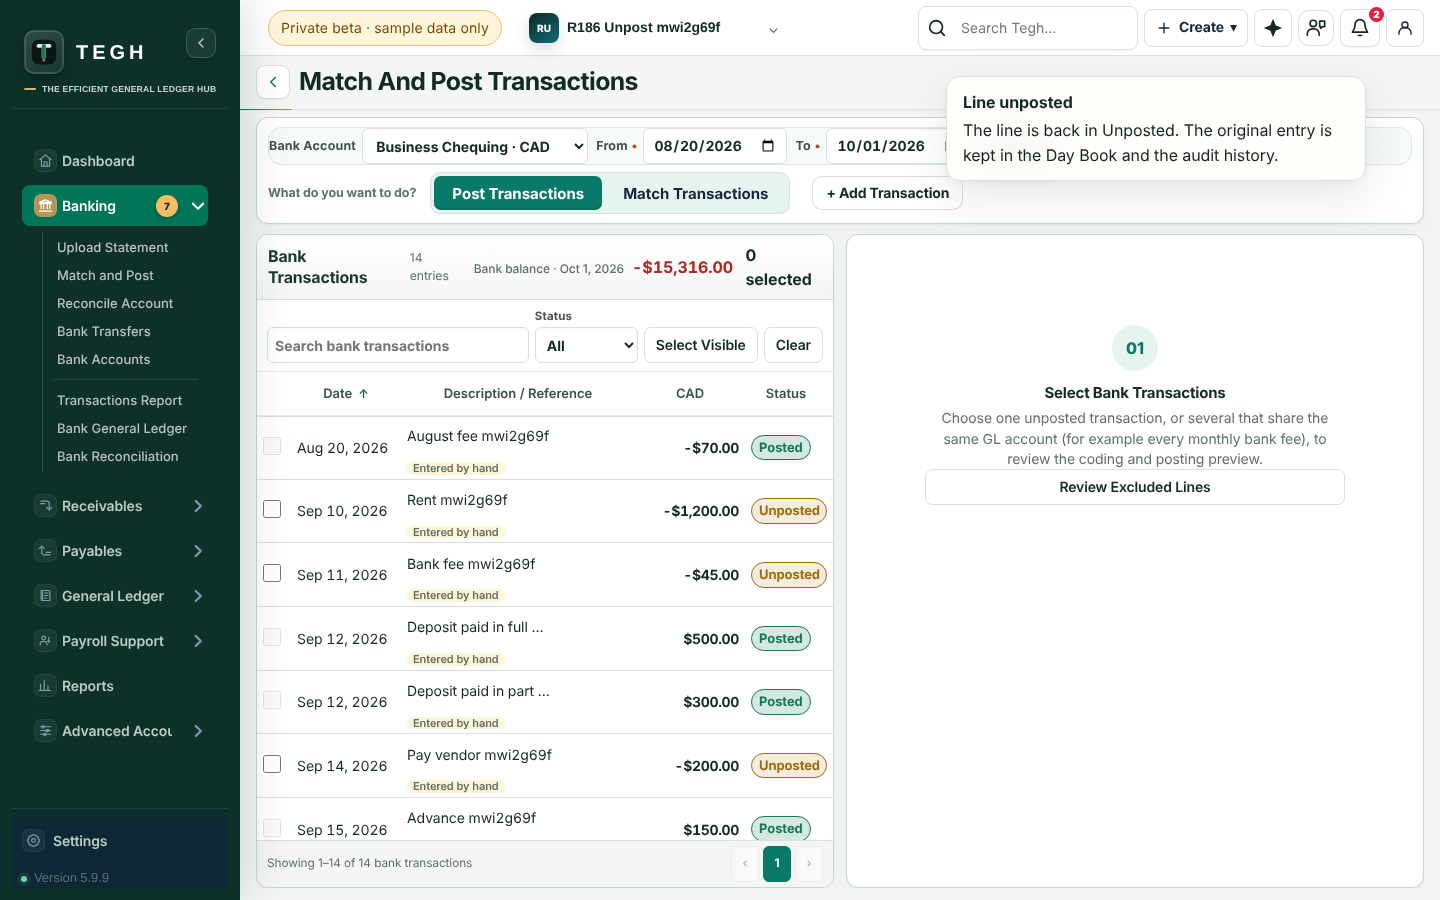 Private beta · sample data only
RU
R186 Unpost mwi2g69f
Search Tegh...
+ Create ▾
2
TEGH
THE EFFICIENT GENERAL LEDGER HUB
Dashboard
Banking
7
Upload Statement
Match and Post
Reconcile Account
Bank Transfers
Bank Accounts
Transactions Report
Bank General Ledger
Bank Reconciliation
Receivables
Payables
General Ledger
Payroll Support
Reports
Advanced Accou
Settings
Version 5.9.9
Match And Post Transactions
Line unposted
The line is back in Unposted. The original entry is
kept in the Day Book and the audit history.
Bank Account
Business Chequing · CAD
From •
08/20/2026
To •
10/01/2026
What do you want to do?
Post Transactions
Match Transactions
+ Add Transaction
Bank
Transactions
14
entries
Bank balance · Oct 1, 2026
-$15,316.00
0
selected
Status
Search bank transactions
All
Select Visible
Clear
Date ↑
Description / Reference
CAD
Status
Aug 20, 2026
August fee mwi2g69f
Entered by hand
-$70.00
Posted
Sep 10, 2026
Rent mwi2g69f
Entered by hand
-$1,200.00
Unposted
Sep 11, 2026
Bank fee mwi2g69f
Entered by hand
-$45.00
Unposted
Sep 12, 2026
Deposit paid in full ...
Entered by hand
$500.00
Posted
Sep 12, 2026
Deposit paid in part ...
Entered by hand
$300.00
Posted
Sep 14, 2026
Pay vendor mwi2g69f
Entered by hand
-$200.00
Unposted
Sep 15, 2026
Advance mwi2g69f
$150.00
Posted
Showing 1–14 of 14 bank transactions
‹
1
›
01
Select Bank Transactions
Choose one unposted transaction, or several that share the
same GL account (for example every monthly bank fee), to
review the coding and posting preview.
Review Excluded Lines